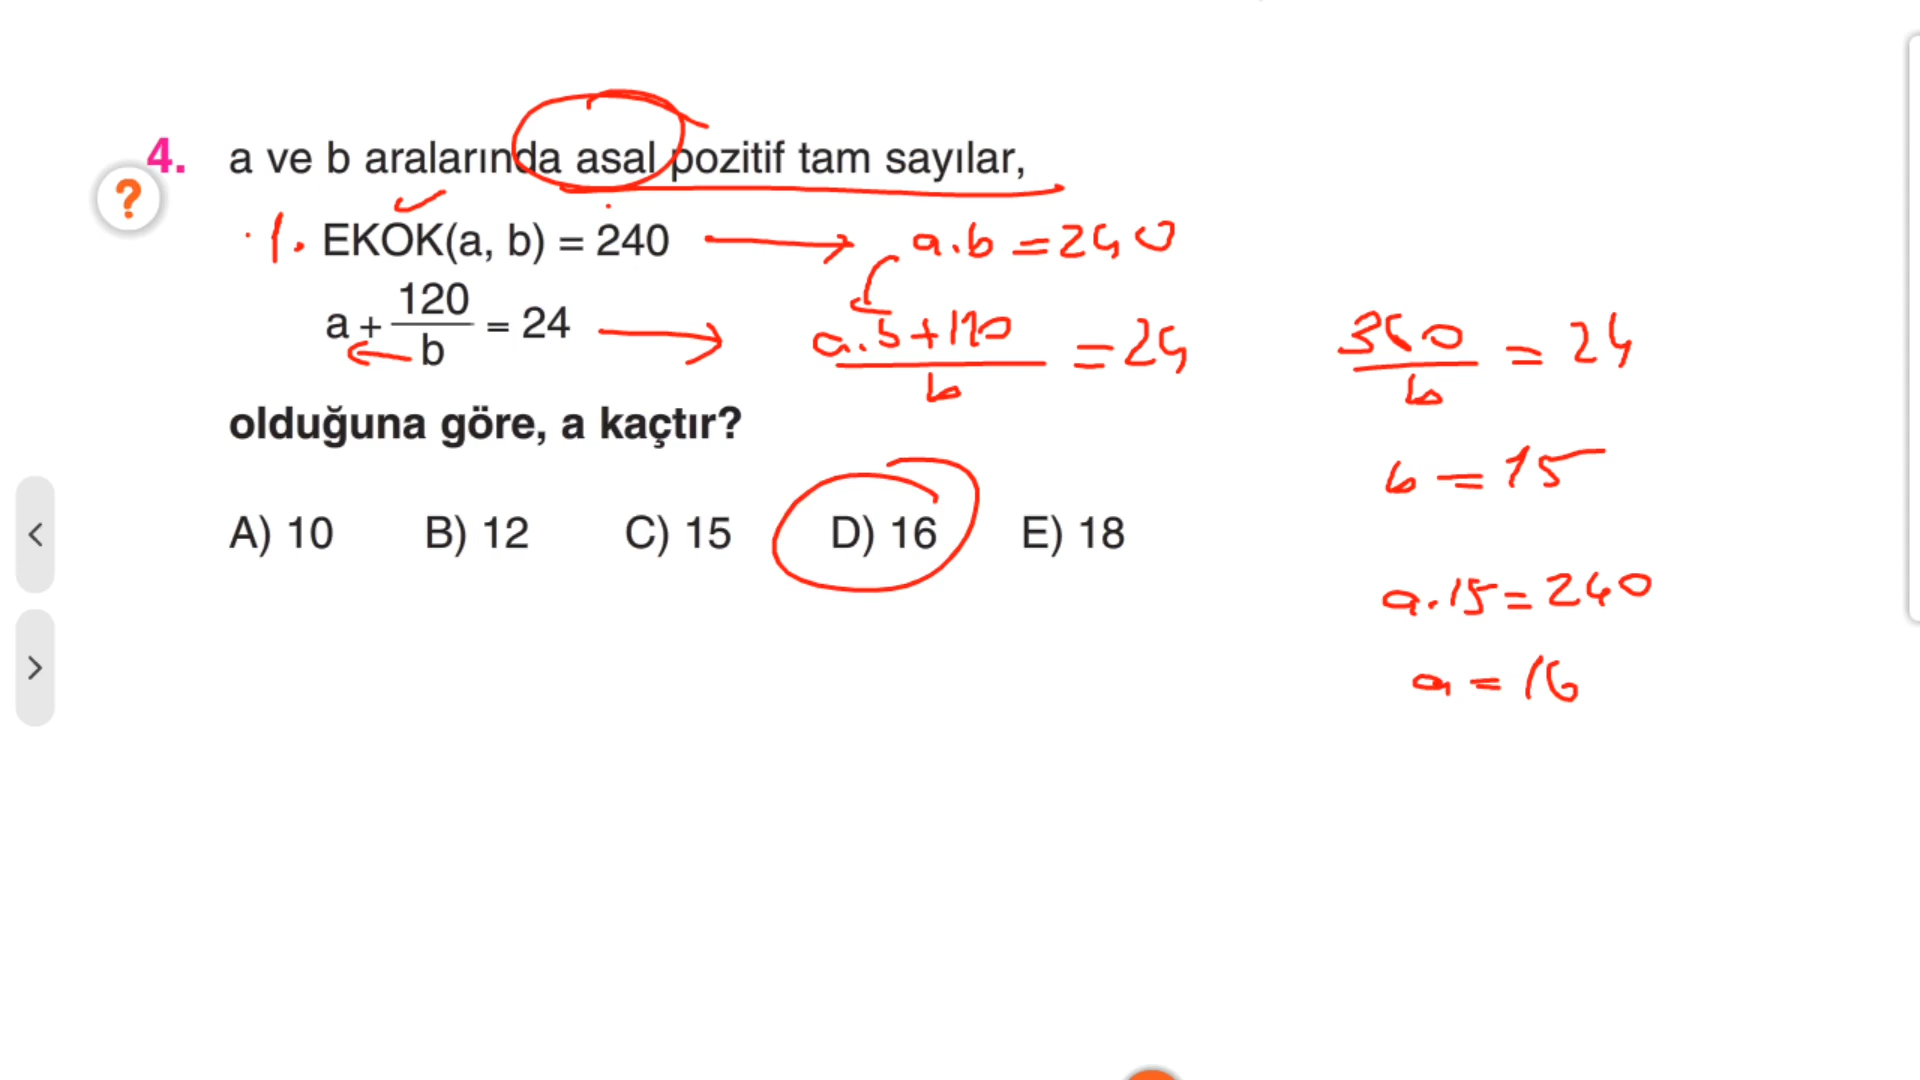 4. a ve b aralarında asal pozitif tam sayılar,
?
1. EKOK(a, b) = 240 a.b = 240
a + 120/b = 24 a.b+120/b = 24 360/b = 24
olduğuna göre, a kaçtır?
b = 15
A) 10 B) 12 C) 15 D) 16 E) 18
a.15 = 240
a = 16
<
>